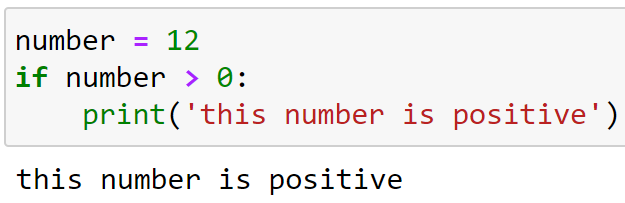 number = 12
if number > 0:
    print('this number is positive')
this number is positive